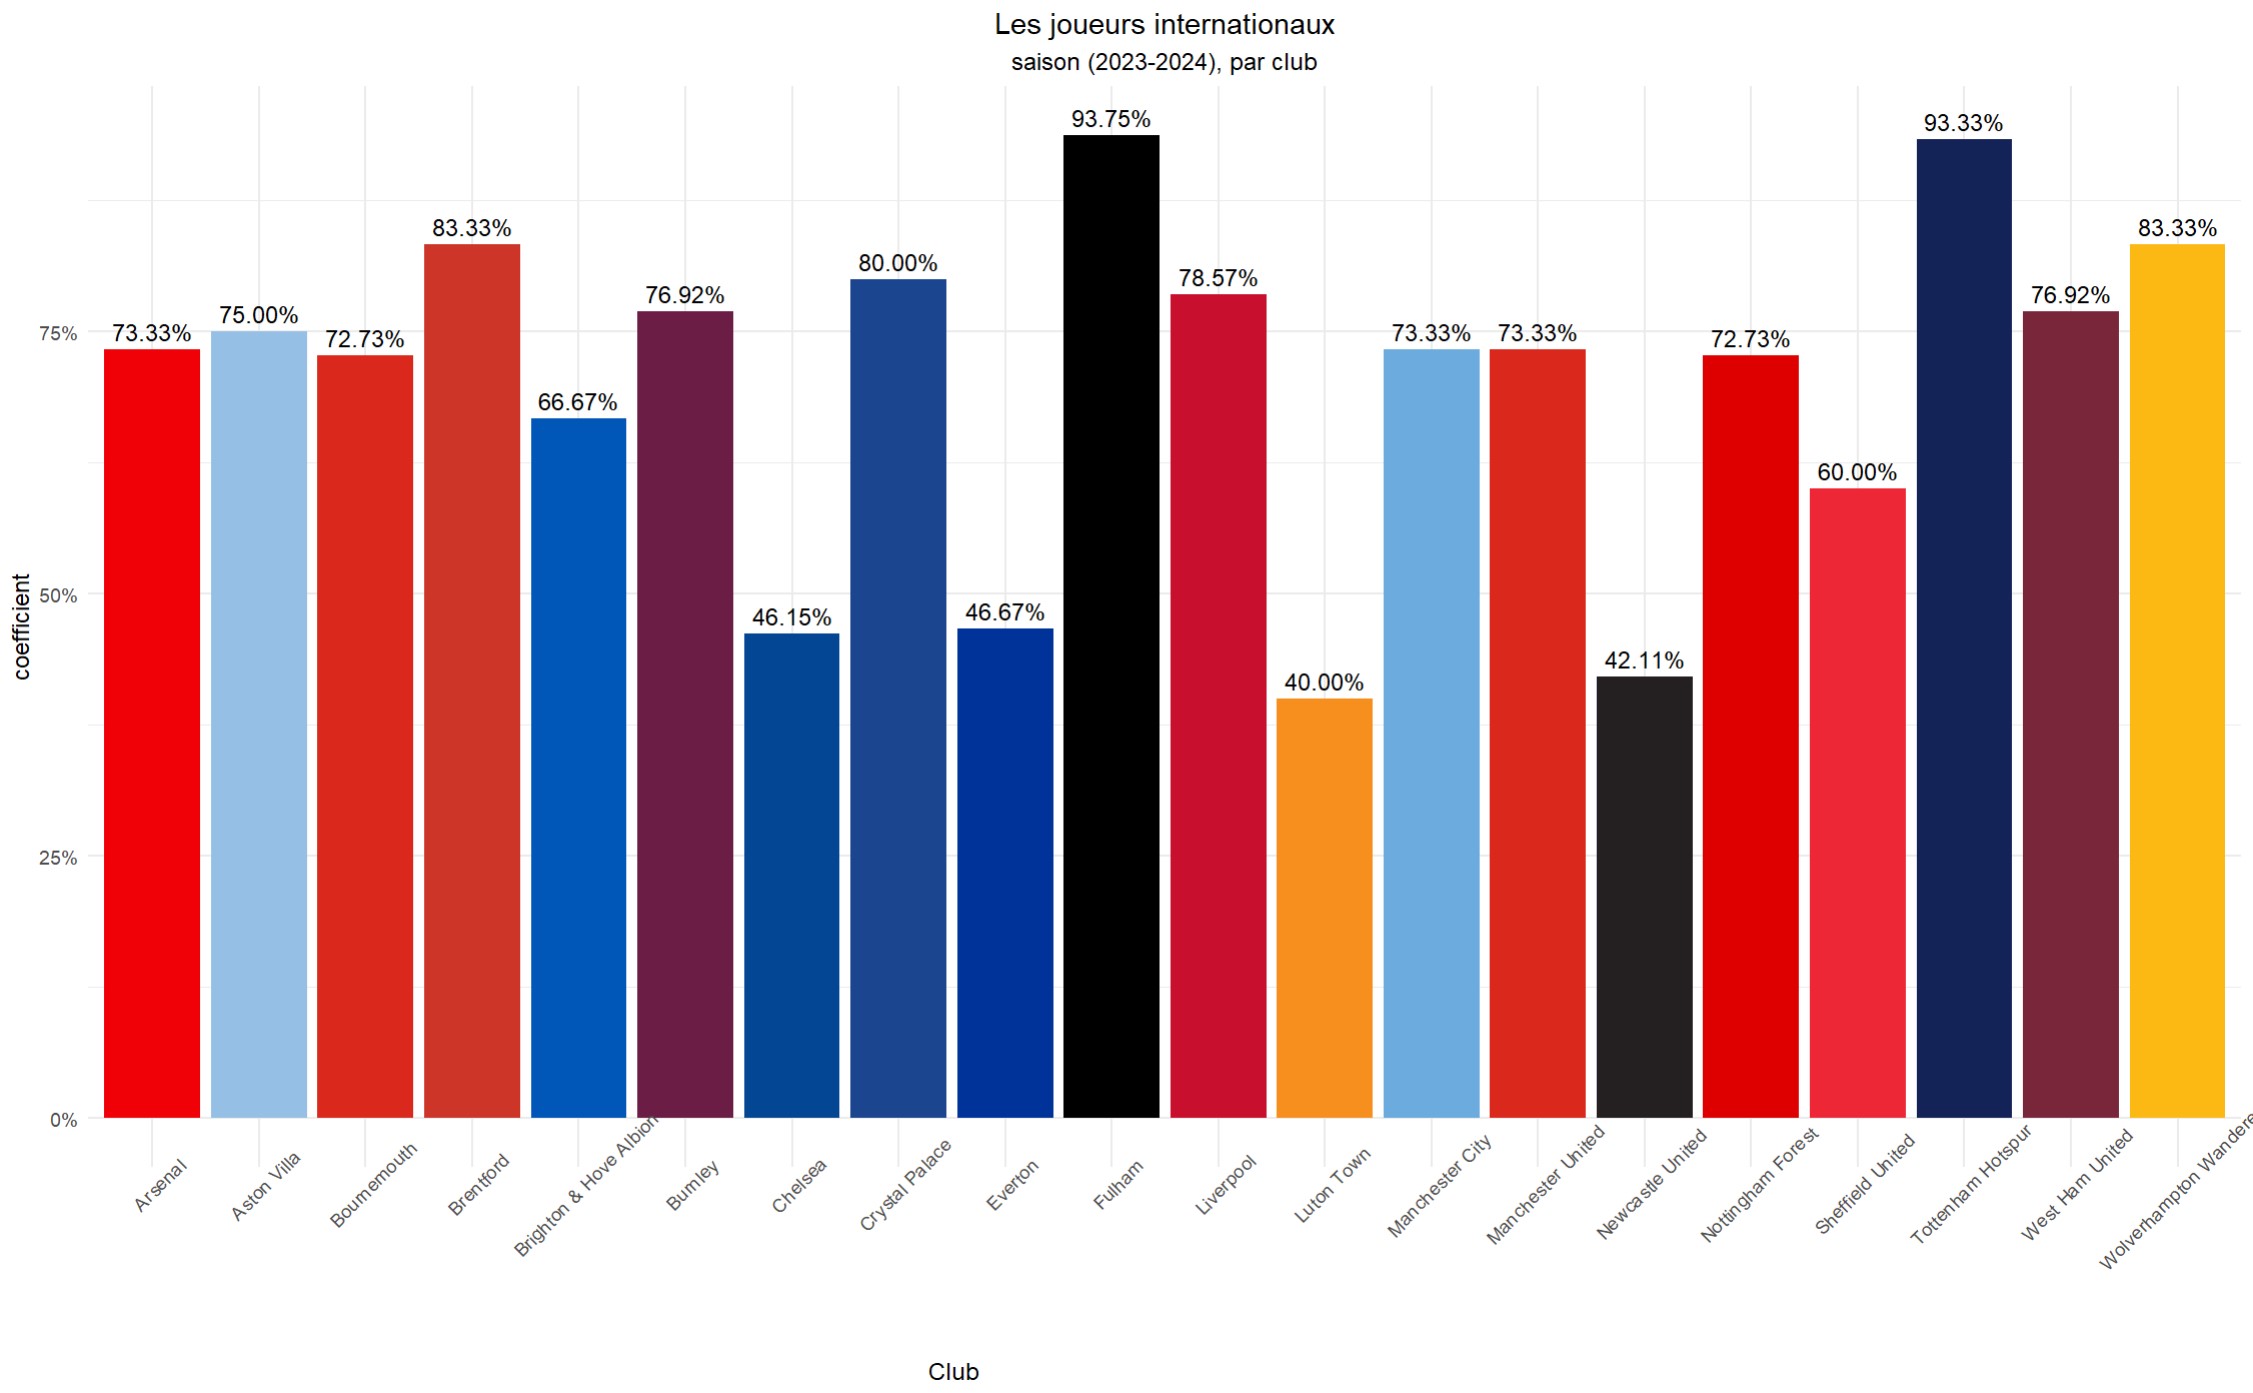 Les joueurs internationaux
saison (2023-2024), par club
93.75%
93.33%
83.33%
83.33%
80.00%
78.57%
76.92%
76.92%
75.00%
73.33%
73.33%
73.33%
72.73%
72.73%
66.67%
60.00%
46.67%
46.15%
42.11%
40.00%
75%
50%
25%
0%
coefficient
Arsenal
Aston Villa
Bournemouth
Brentford
Brighton & Hove Albion
Burnley
Chelsea
Crystal Palace
Everton
Fulham
Liverpool
Luton Town
Manchester City
Manchester United
Newcastle United
Nottingham Forest
Sheffield United
Tottenham Hotspur
West Ham United
Wolverhampton Wandere
Club